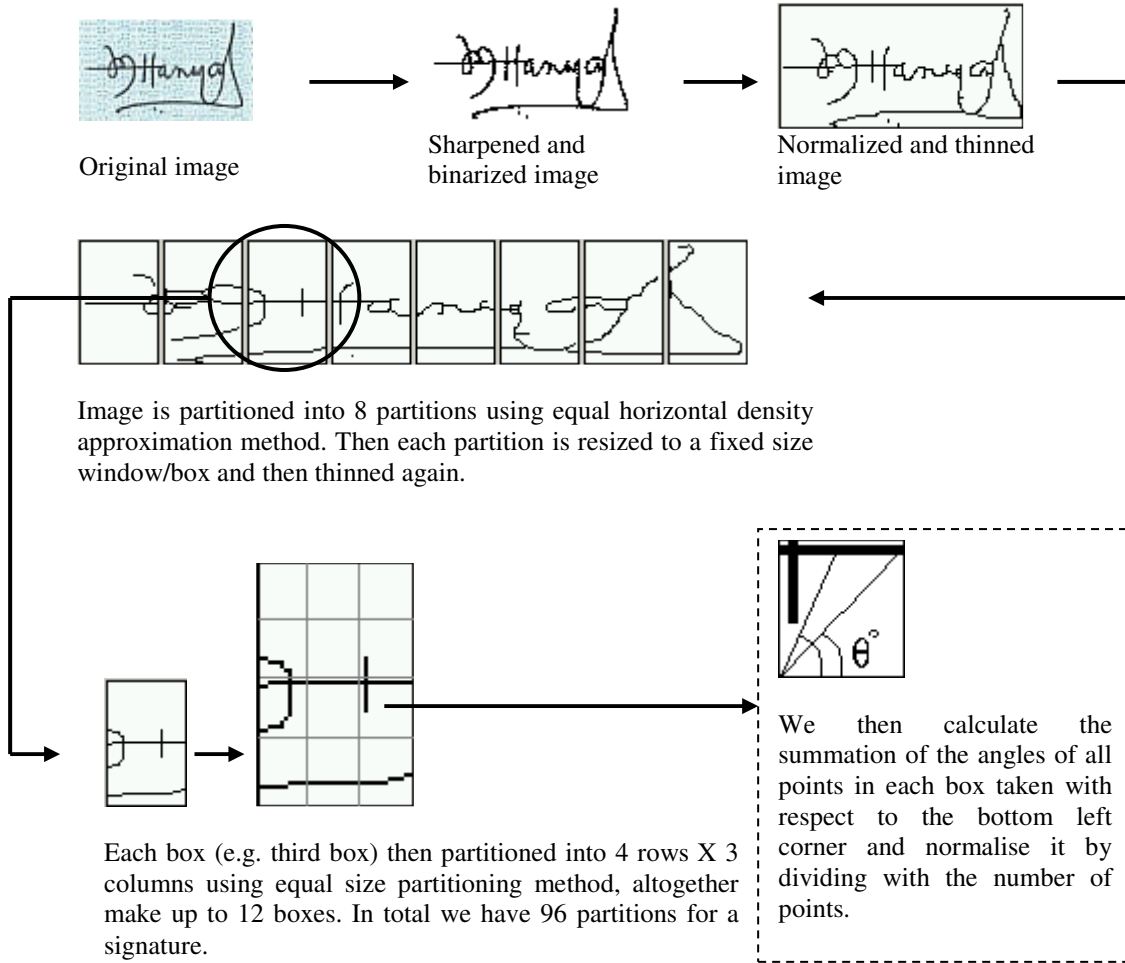 Original image
Sharpened and
binarized image
Normalized and thinned
image
Image is partitioned into 8 partitions using equal horizontal density
approximation method. Then each partition is resized to a fixed size
window/box and then thinned again.
θ°
We then calculate the
summation of the angles of all
points in each box taken with
respect to the bottom left
corner and normalise it by
dividing with the number of
points.
Each box (e.g. third box) then partitioned into 4 rows X 3
columns using equal size partitioning method, altogether
make up to 12 boxes. In total we have 96 partitions for a
signature.